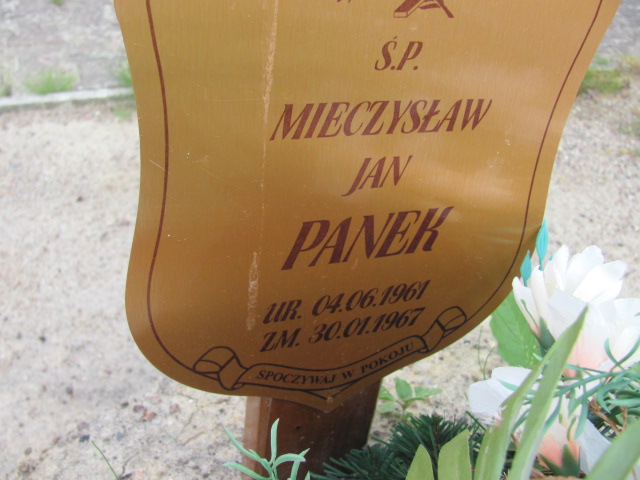 Ś.P.
MIECZYSŁAW
JAN
PANEK
UR. 04.06.1961
ZM. 30.01.1967
SPOCZYWAJ W POKOJU